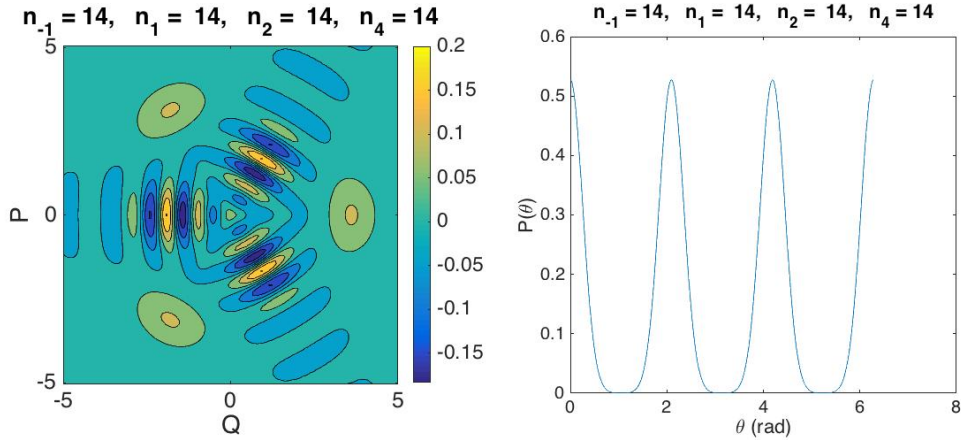 n-1 = 14, n1 = 14, n2 = 14, n4 = 14
5
0
-5
P
-5 0 5
Q
0.2
0.15
0.1
0.05
0
-0.05
-0.1
-0.15
n-1 = 14, n1 = 14, n2 = 14, n4 = 14
0.6
0.5
0.4
0.3
0.2
0.1
0
P(θ)
0 2 4 6 8
θ (rad)